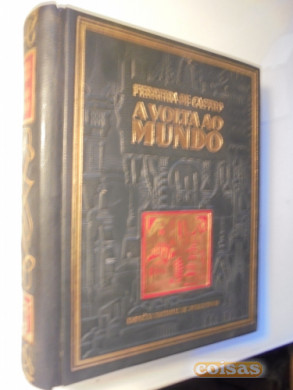 FERREIRA DE CASTRO
A VOLTA AO
MUNDO
coisas